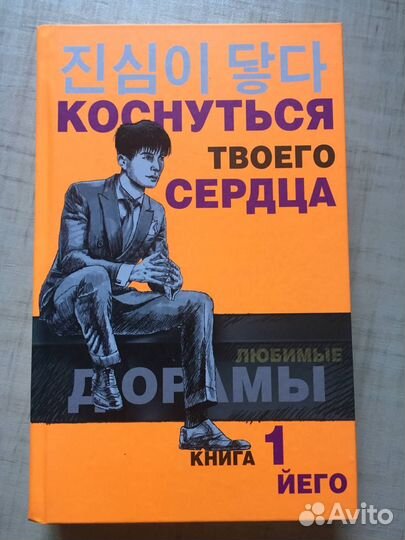 진심이 닿다
КОСНУТЬСЯ
ТВОЕГО
СЕРДЦА
ЛЮБИМЫЕ
ДОРАМЫ
КНИГА 1
ЙЕГО
Avito